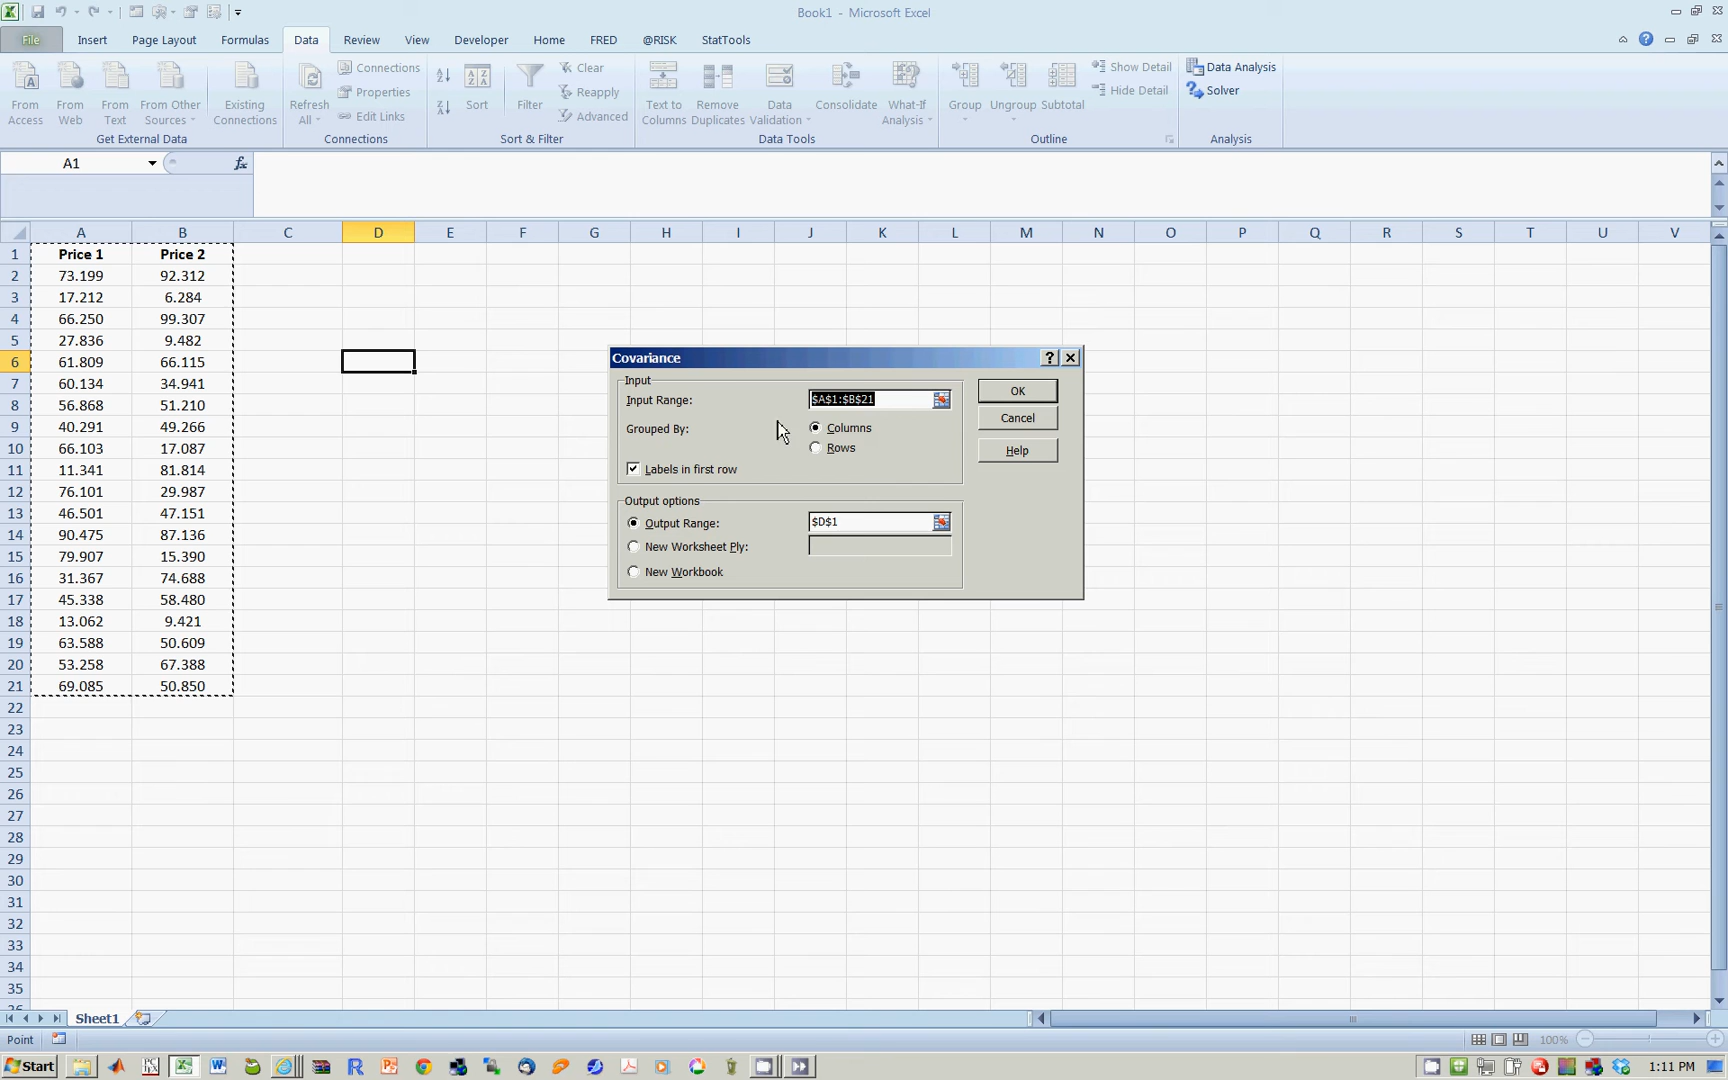 Book1 - Microsoft Excel
File Insert Page Layout Formulas Data Review View Developer Home FRED @RISK StatTools
From Access
From Web
From Text
From Other Sources
Existing Connections
Get External Data
Refresh All
Connections
Properties
Edit Links
Connections
Sort
Filter
Clear
Reapply
Advanced
Sort & Filter
Text to Columns
Remove Duplicates
Data Validation
Consolidate
What-If Analysis
Data Tools
Group
Ungroup
Subtotal
Show Detail
Hide Detail
Outline
Data Analysis
Solver
Analysis
A1 fx
A B C D E F G H I J K L M N O P Q R S T U V
1 Price 1 Price 2
2 73.199 92.312
3 17.212 6.284
4 66.250 99.307
5 27.836 9.482
6 61.809 66.115
7 60.134 34.941
8 56.868 51.210
9 40.291 49.266
10 66.103 17.087
11 11.341 81.814
12 76.101 29.987
13 46.501 47.151
14 90.475 87.136
15 79.907 15.390
16 31.367 74.688
17 45.338 58.480
18 13.062 9.421
19 63.588 50.609
20 53.258 67.388
21 69.085 50.850
22
23
24
25
26
27
28
29
30
31
32
33
34
35
Covariance
Input
Input Range: $A$1:$B$21
Grouped By: Columns
Rows
Labels in first row
Output options
Output Range: $D$1
New Worksheet Ply:
New Workbook
OK
Cancel
Help
Sheet1
Point 100%
Start 1:11 PM